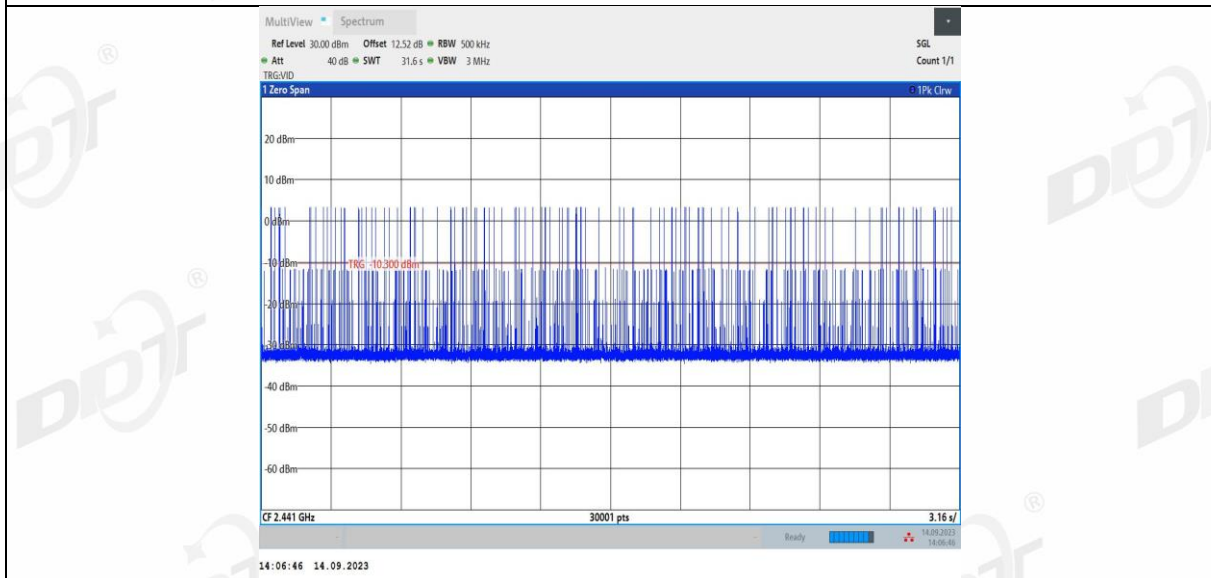 MultiView Spectrum
Ref Level 30.00 dBm Offset 12.52 dB RBW 500 kHz SGL
Att 40 dB SWT 31.6 s VBW 3 MHz Count 1/1
TRG:VID
1 Zero Span 1Pk Clrw
20 dBm
10 dBm
0 dBm
-10 dBm
TRG -10.300 dBm
-20 dBm
-30 dBm
-40 dBm
-50 dBm
-60 dBm
CF 2.441 GHz 30001 pts 3.16 s/
Ready 14.09.2023
14:06:46
14:06:46 14.09.2023
DDT ®
DDT
DDT ®
DDT
®